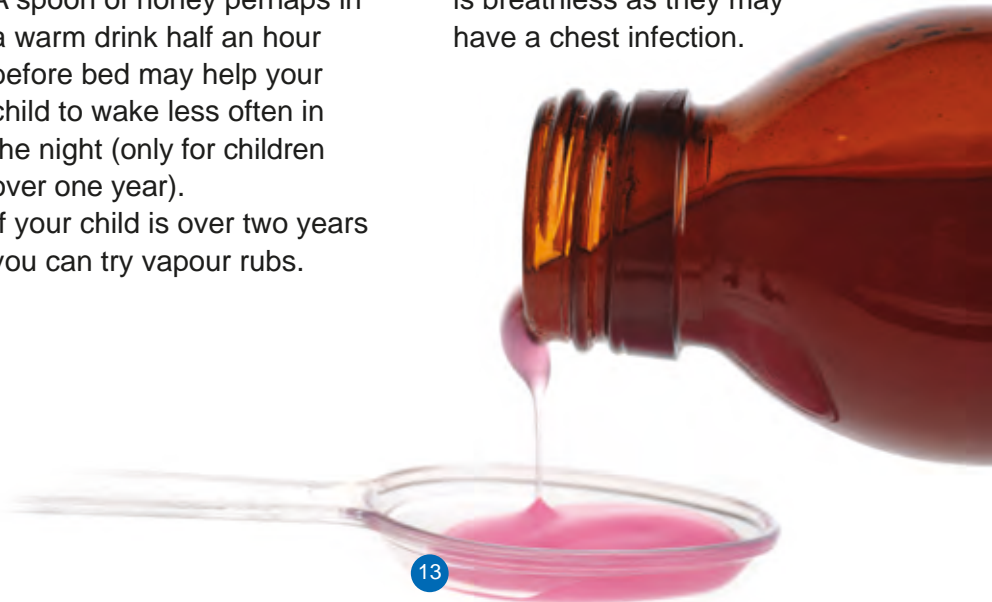 A spoon of honey perhaps in
a warm drink half an hour
before bed may help your
child to wake less often in
the night (only for children
over one year).
If your child is over two years
you can try vapour rubs.
is breathless as they may
have a chest infection.
13